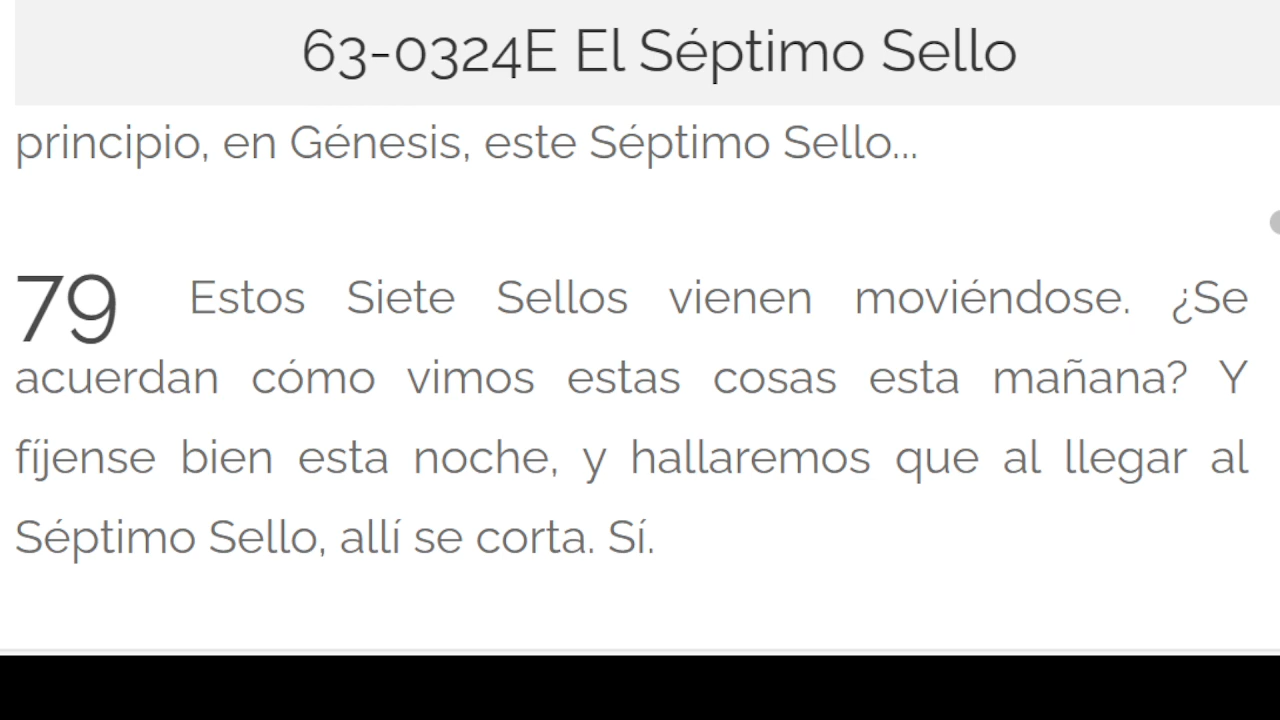 63-0324E El Séptimo Sello
principio, en Génesis, este Séptimo Sello...
79 Estos Siete Sellos vienen moviéndose. ¿Se
acuerdan cómo vimos estas cosas esta mañana? Y
fíjense bien esta noche, y hallaremos que al llegar al
Séptimo Sello, allí se corta. Sí.